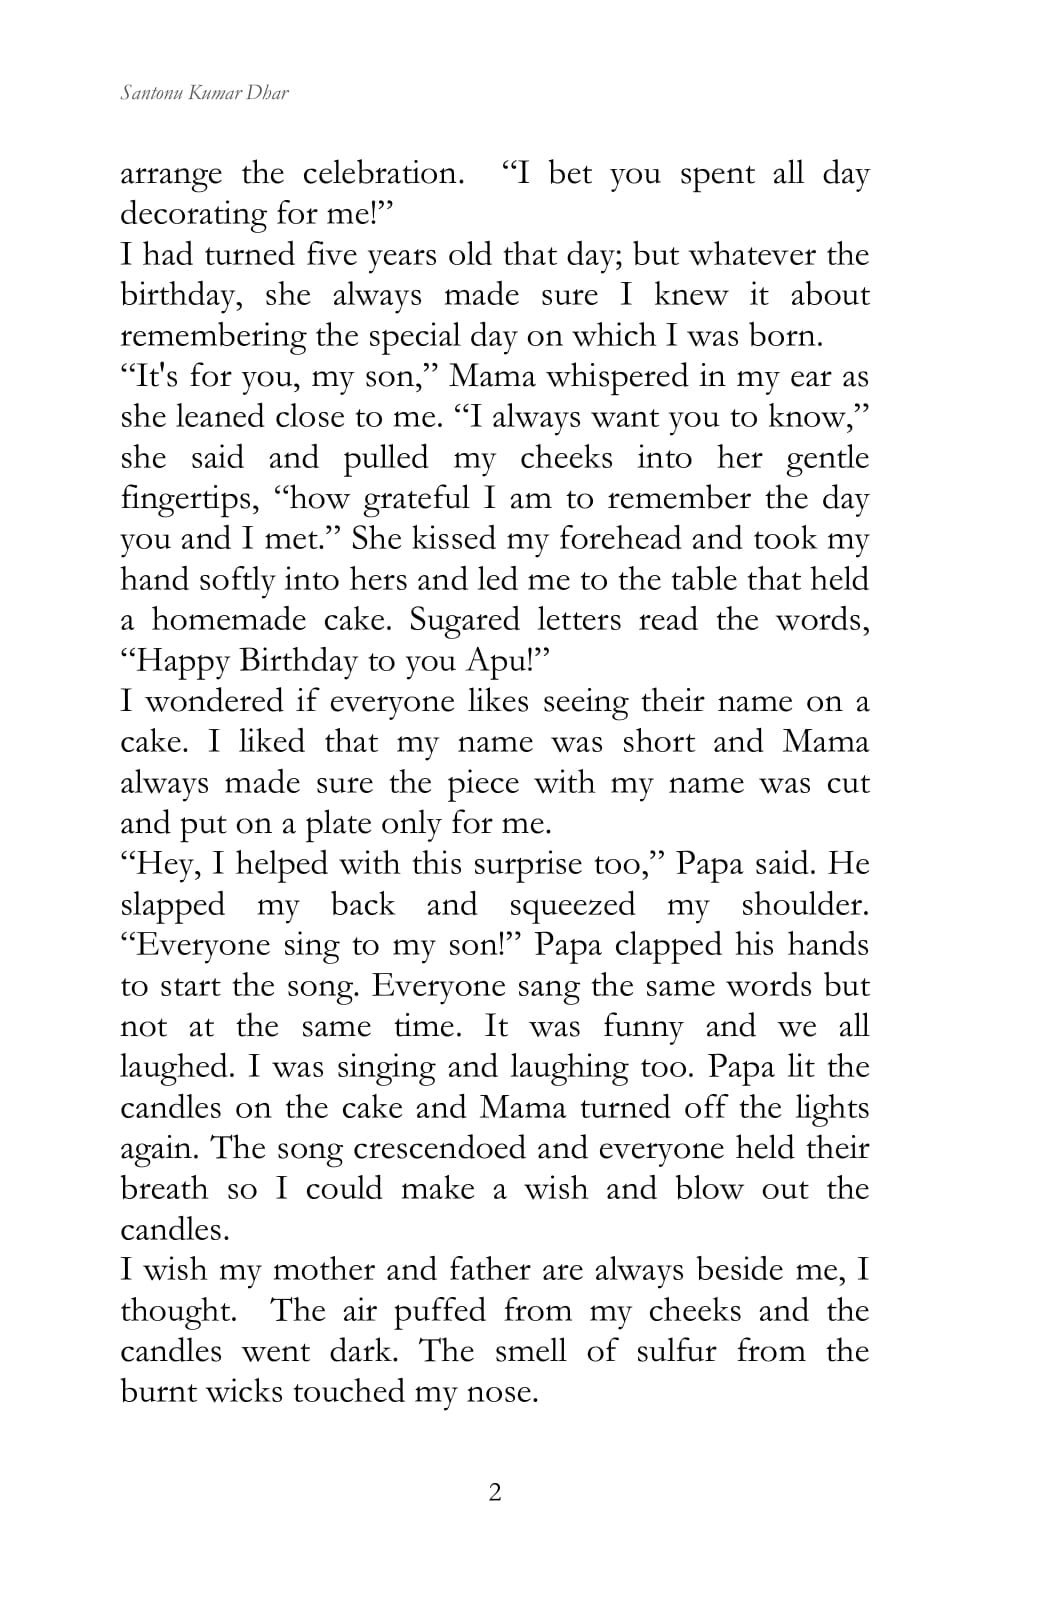 Santonu Kumar Dhar
arrange the celebration.  “I bet you spent all day
decorating for me!”
I had turned five years old that day; but whatever the
birthday, she always made sure I knew it about
remembering the special day on which I was born.
“It's for you, my son,” Mama whispered in my ear as
she leaned close to me. “I always want you to know,”
she said and pulled my cheeks into her gentle
fingertips, “how grateful I am to remember the day
you and I met.” She kissed my forehead and took my
hand softly into hers and led me to the table that held
a homemade cake. Sugared letters read the words,
“Happy Birthday to you Apu!”
I wondered if everyone likes seeing their name on a
cake. I liked that my name was short and Mama
always made sure the piece with my name was cut
and put on a plate only for me.
“Hey, I helped with this surprise too,” Papa said. He
slapped my back and squeezed my shoulder.
“Everyone sing to my son!” Papa clapped his hands
to start the song. Everyone sang the same words but
not at the same time. It was funny and we all
laughed. I was singing and laughing too. Papa lit the
candles on the cake and Mama turned off the lights
again. The song crescendoed and everyone held their
breath so I could make a wish and blow out the
candles.
I wish my mother and father are always beside me, I
thought.  The air puffed from my cheeks and the
candles went dark. The smell of sulfur from the
burnt wicks touched my nose.
2